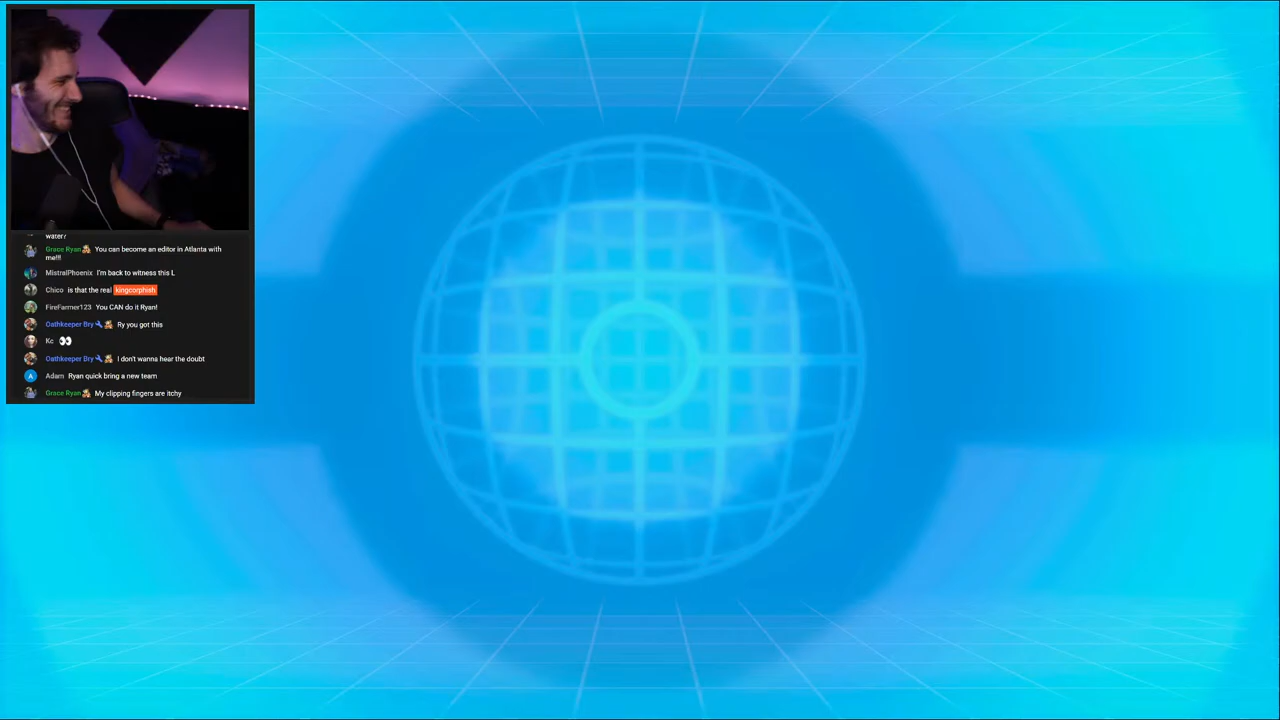 water?
Grace Ryan You can become an editor in Atlanta with
me!!!
MistralPhoenix I'm back to witness this L
Chico is that the real kingcorphish
FireFarmer123 You CAN do it Ryan!
Oathkeeper Bry Ry you got this
Kc
Oathkeeper Bry I don't wanna hear the doubt
A Adam Ryan quick bring a new team
Grace Ryan My clipping fingers are itchy